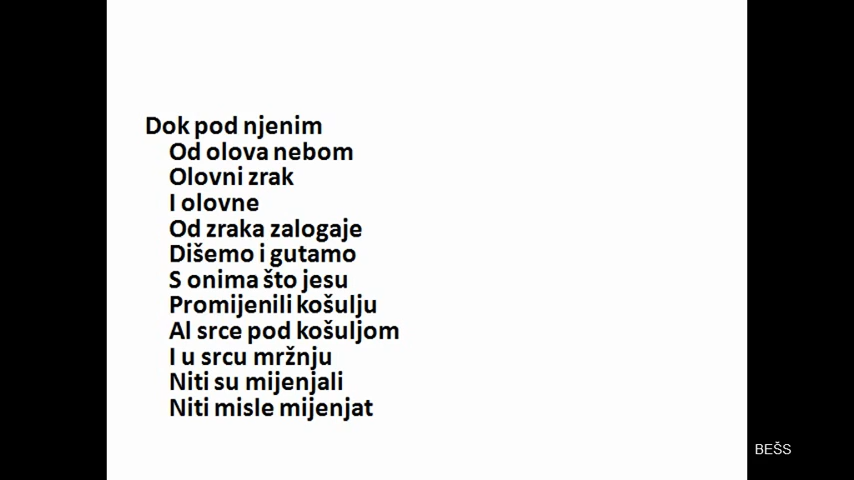 Dok pod njenim
Od olova nebom
Olovni zrak
I olovne
Od zraka zalogaje
Dišemo i gutamo
S onima što jesu
Promijenili košulju
Al srce pod košuljom
I u srcu mržnju
Niti su mijenjali
Niti misle mijenjat
BEŠS